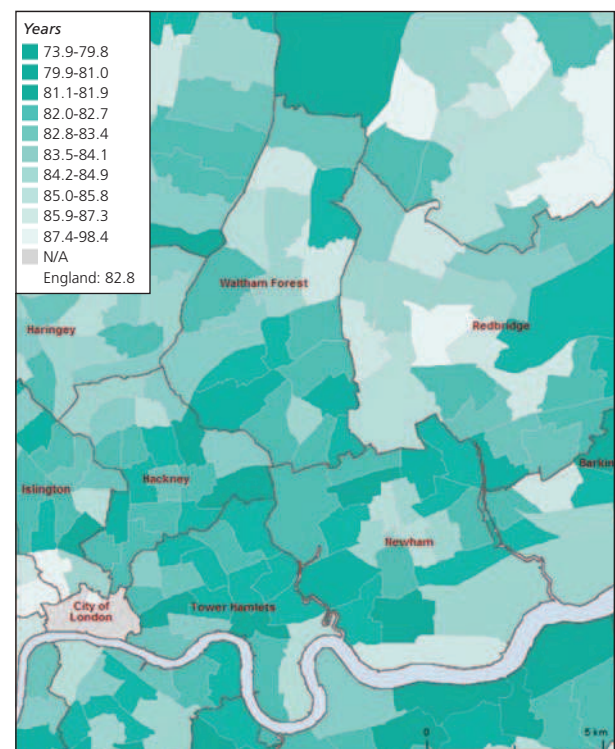 Years
73.9-79.8
79.9-81.0
81.1-81.9
82.0-82.7
82.8-83.4
83.5-84.1
84.2-84.9
85.0-85.8
85.9-87.3
87.4-98.4
N/A
England: 82.8
Waltham Forest
Haringey
Redbridge
Barkin
Hackney
Islington
Newham
City of
London
Tower Hamlets
0
5 km